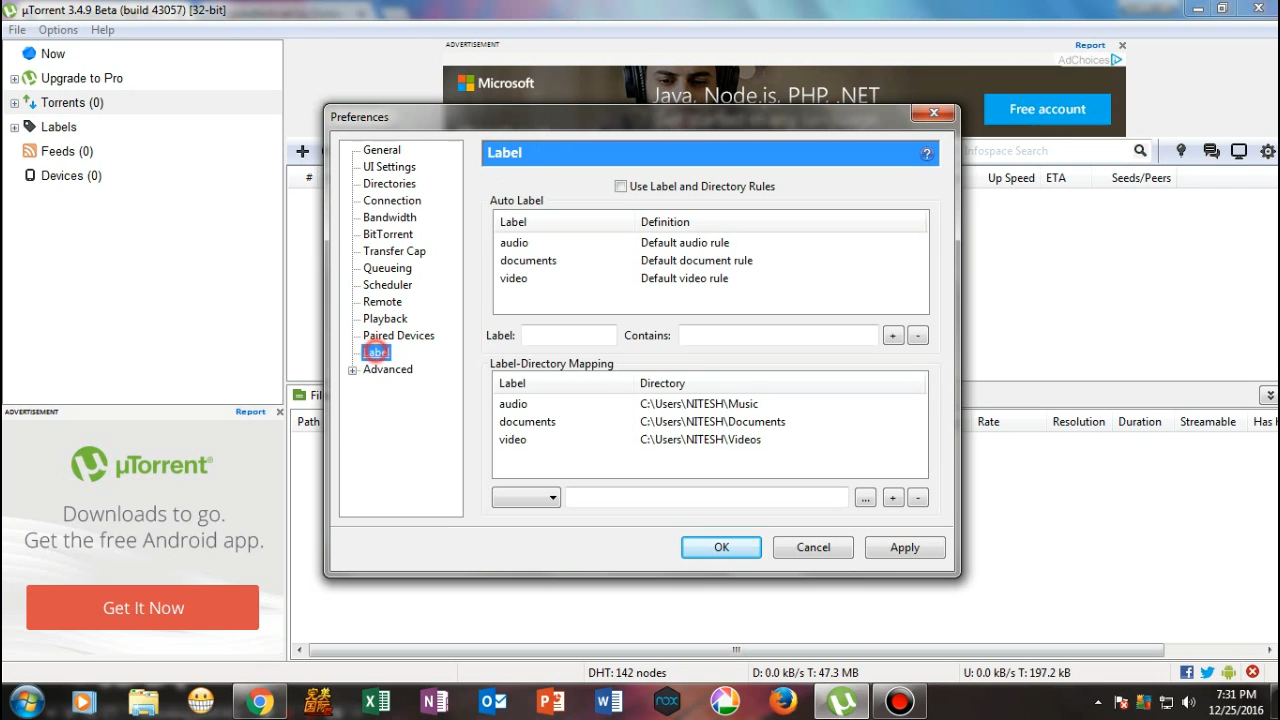 µTorrent 3.4.9 Beta (build 43057) [32-bit]
File Options Help
Now
Upgrade to Pro
Torrents (0)
Labels
Feeds (0)
Devices (0)
ADVERTISEMENT
Report
AdChoices
Microsoft
Java, Node.js, PHP, .NET
Free account
Infospace Search
# Up Speed ETA Seeds/Peers
Preferences
General
UI Settings
Directories
Connection
Bandwidth
BitTorrent
Transfer Cap
Queueing
Scheduler
Remote
Playback
Paired Devices
Label
Advanced
Label
Use Label and Directory Rules
Auto Label
Label Definition
audio Default audio rule
documents Default document rule
video Default video rule
Label: Contains: + -
Label-Directory Mapping
Label Directory
audio C:\Users\NITESH\Music
documents C:\Users\NITESH\Documents
video C:\Users\NITESH\Videos
... + -
OK Cancel Apply
Path Rate Resolution Duration Streamable Has
ADVERTISEMENT Report
µTorrent
Downloads to go.
Get the free Android app.
Get It Now
DHT: 142 nodes D: 0.0 kB/s T: 47.3 MB U: 0.0 kB/s T: 197.2 kB
nox
7:31 PM
12/25/2016